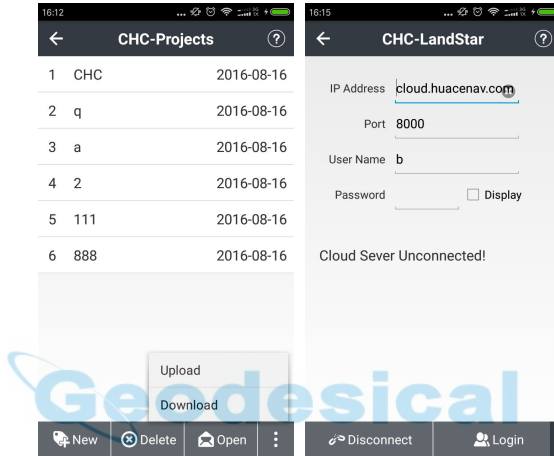 16:12
CHC-Projects
1 CHC 2016-08-16
2 q 2016-08-16
3 a 2016-08-16
4 2 2016-08-16
5 111 2016-08-16
6 888 2016-08-16
Upload
Download
New Delete Open
16:15
CHC-LandStar
IP Address cloud.huacenav.com
Port 8000
User Name b
Password Display
Cloud Sever Unconnected!
Disconnect Login
Geodesical